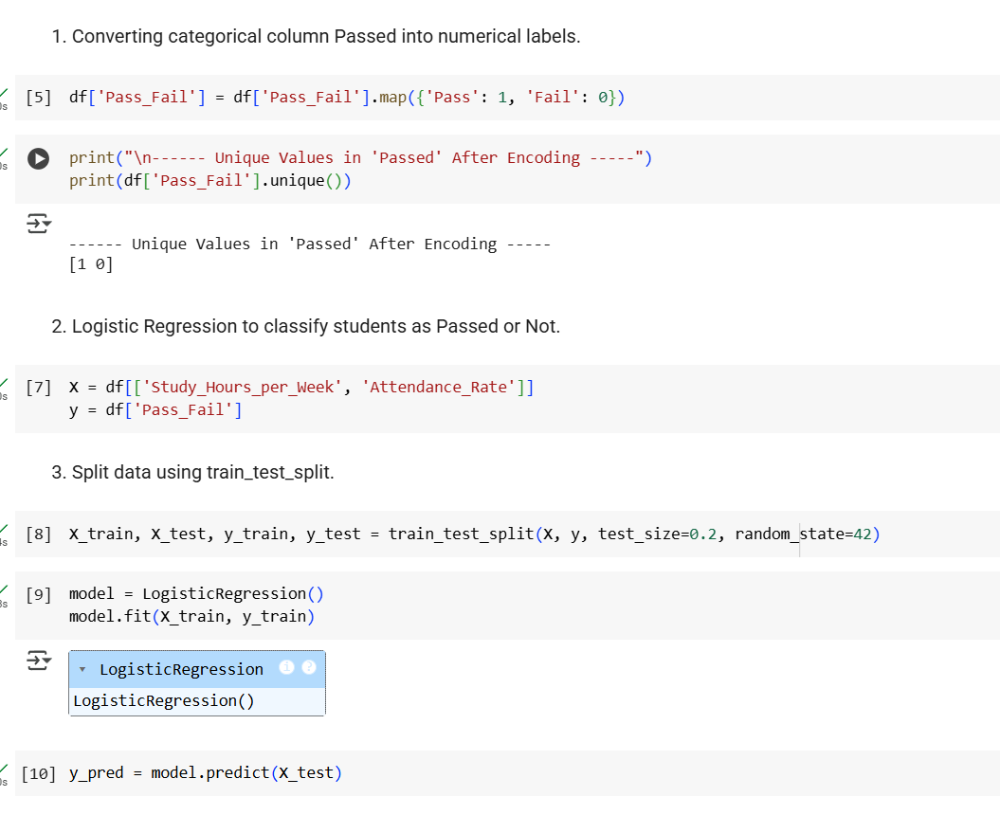 1. Converting categorical column Passed into numerical labels.
[5] df['Pass_Fail'] = df['Pass_Fail'].map({'Pass': 1, 'Fail': 0})
0s
print("\n------ Unique Values in 'Passed' After Encoding -----")
0s
print(df['Pass_Fail'].unique())
------ Unique Values in 'Passed' After Encoding -----
[1 0]
2. Logistic Regression to classify students as Passed or Not.
[7] X = df[['Study_Hours_per_Week', 'Attendance_Rate']]
0s
y = df['Pass_Fail']
3. Split data using train_test_split.
[8] X_train, X_test, y_train, y_test = train_test_split(X, y, test_size=0.2, random_state=42)
[9] model = LogisticRegression()
model.fit(X_train, y_train)
LogisticRegression i ?
LogisticRegression()
[10] y_pred = model.predict(X_test)
0s